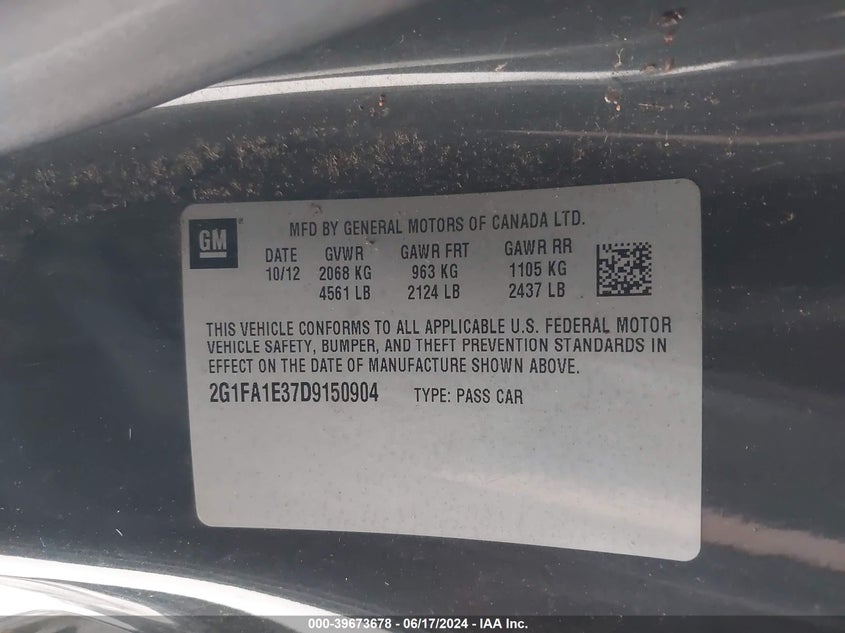 GM®
MFD BY GENERAL MOTORS OF CANADA LTD.
DATE GVWR GAWR FRT GAWR RR
10/12 2068 KG 963 KG 1105 KG
4561 LB 2124 LB 2437 LB
THIS VEHICLE CONFORMS TO ALL APPLICABLE U.S. FEDERAL MOTOR
VEHICLE SAFETY, BUMPER, AND THEFT PREVENTION STANDARDS IN
EFFECT ON THE DATE OF MANUFACTURE SHOWN ABOVE.
2G1FA1E37D9150904 TYPE: PASS CAR
000-39673678 - 06/17/2024 - IAA Inc.